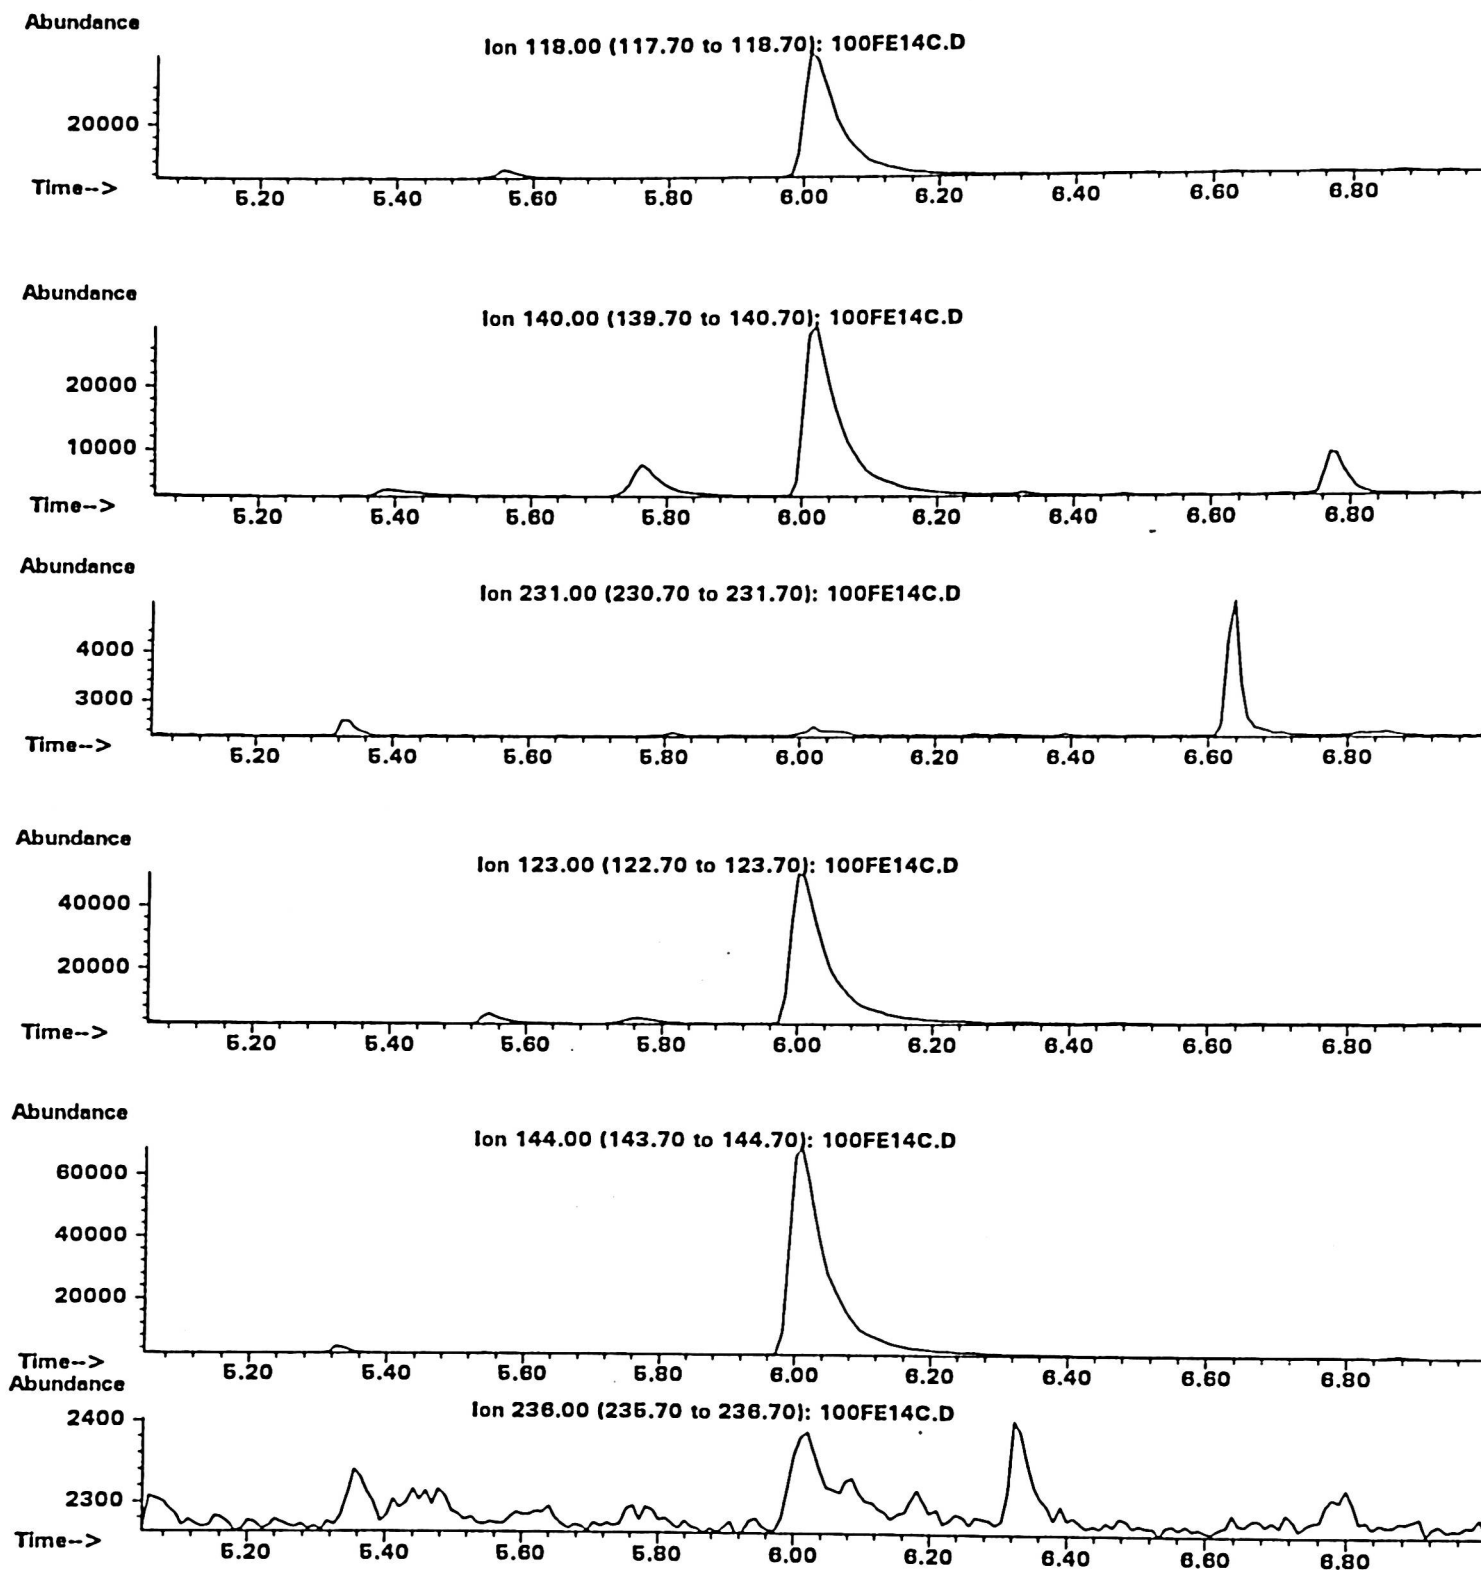 Abundance
Ion 118.00 (117.70 to 118.70): 100FE14C.D
20000
Time-->
5.20 5.40 5.60 5.80 6.00 6.20 6.40 6.60 6.80
Abundance
Ion 140.00 (139.70 to 140.70): 100FE14C.D
20000
10000
Time-->
5.20 5.40 5.60 5.80 6.00 6.20 6.40 6.60 6.80
Abundance
Ion 231.00 (230.70 to 231.70): 100FE14C.D
4000
3000
Time-->
5.20 5.40 5.60 5.80 6.00 6.20 6.40 6.60 6.80
Abundance
Ion 123.00 (122.70 to 123.70): 100FE14C.D
40000
20000
Time-->
5.20 5.40 5.60 5.80 6.00 6.20 6.40 6.60 6.80
Abundance
Ion 144.00 (143.70 to 144.70): 100FE14C.D
60000
40000
20000
Time-->
5.20 5.40 5.60 5.80 6.00 6.20 6.40 6.60 6.80
Abundance
Ion 236.00 (235.70 to 236.70): 100FE14C.D
2400
2300
Time-->
5.20 5.40 5.60 5.80 6.00 6.20 6.40 6.60 6.80